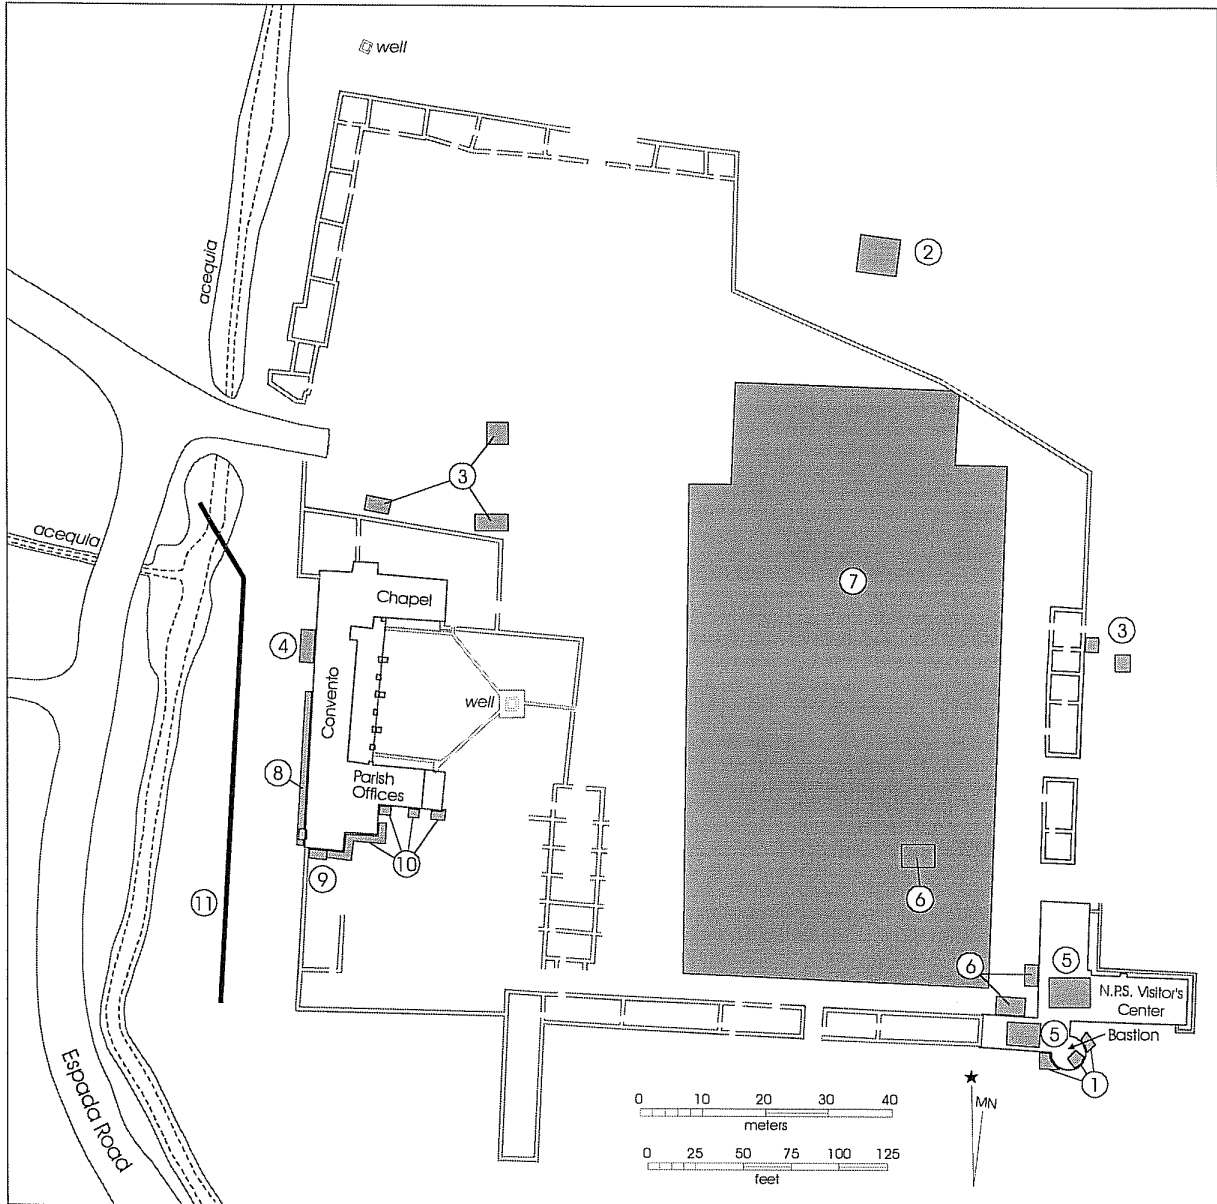 well
acequia
2
3
acequia
7
Chapel
3
4
Convento
well
8
Parish
Offices
10
9
6
11
6
5
N.P.S. Visitor's
Center
5
Bastion
1
Espada Road
MN
0 10 20 30 40
meters
0 25 50 75 100 125
feet